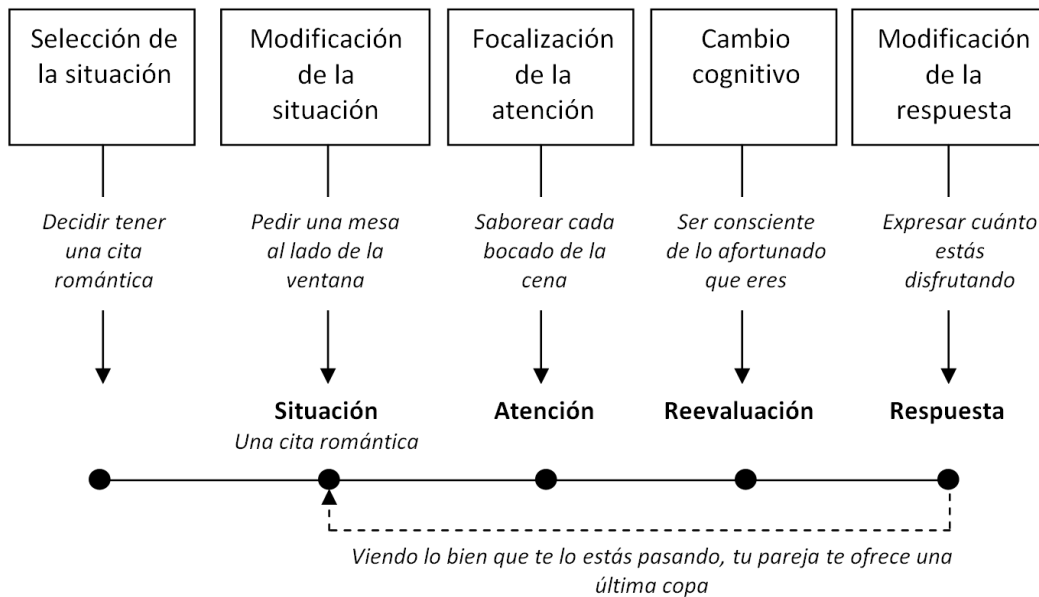 Selección de
la situación
Modificación
de la
situación
Focalización
de la
atención
Cambio
cognitivo
Modificación
de la
respuesta
Decidir tener
una cita
romántica
Pedir una mesa
al lado de la
ventana
Saborear cada
bocado de la
cena
Ser consciente
de lo afortunado
que eres
Expresar cuánto
estás
disfrutando
Situación
Una cita romántica
Atención
Reevaluación
Respuesta
Viendo lo bien que te lo estás pasando, tu pareja te ofrece una
última copa